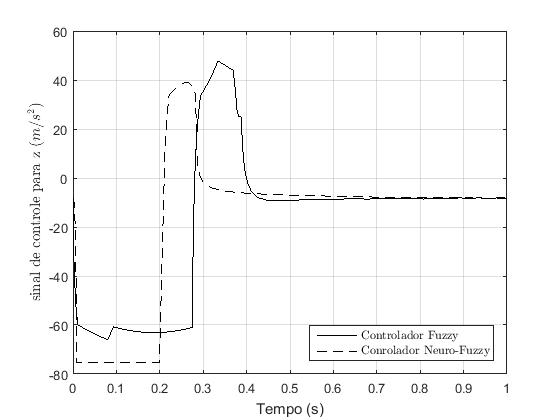 60
40
20
0
-20
-40
-60
-80
sinal de controle para z (m/s²)
Controlador Fuzzy
Conrolador Neuro-Fuzzy
0 0.1 0.2 0.3 0.4 0.5 0.6 0.7 0.8 0.9 1
Tempo (s)